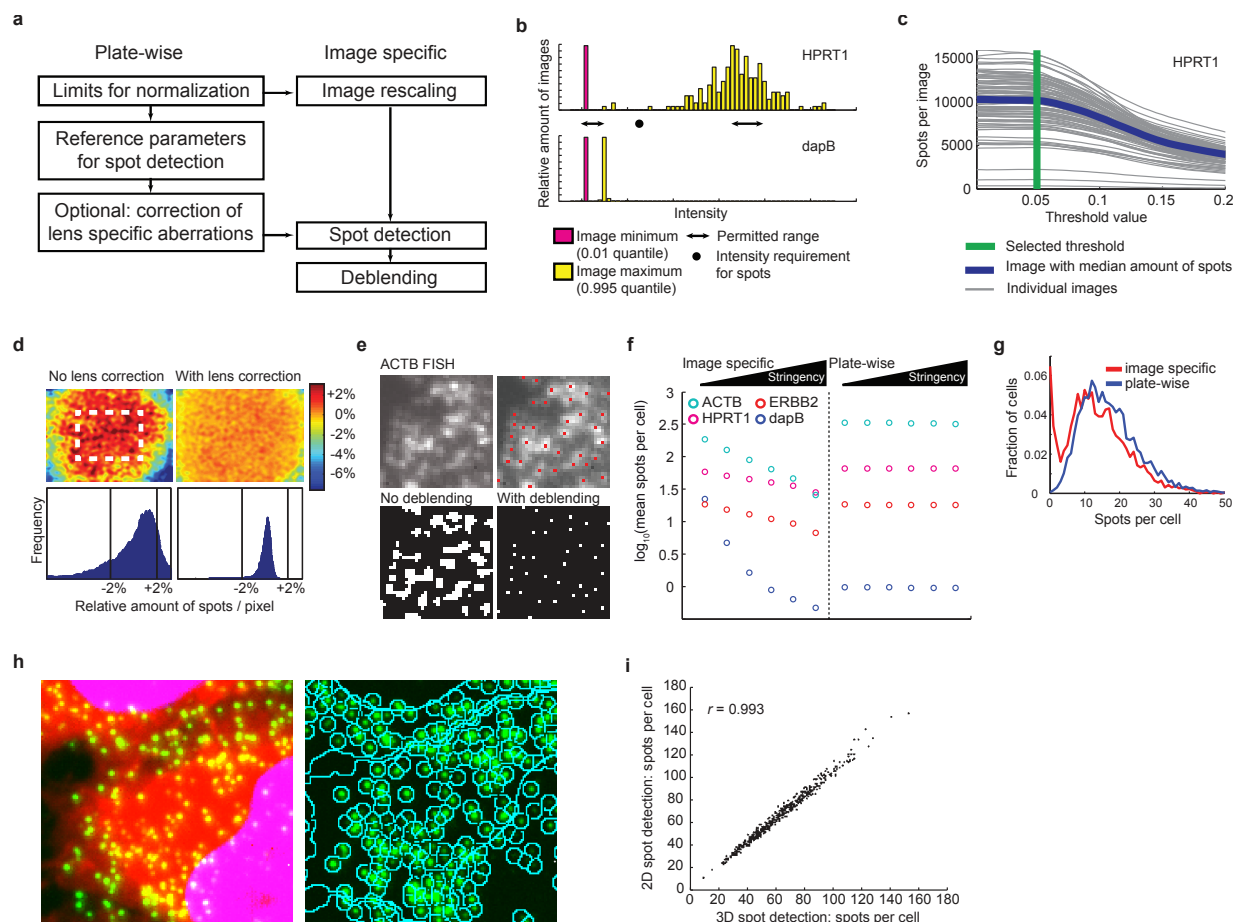 a
Plate-wise
Image specific
Limits for normalization
Image rescaling
Reference parameters
for spot detection
Optional: correction of
lens specific aberrations
Spot detection
Deblending
b
HPRT1
dapB
Relative amount of images
Intensity
Image minimum
(0.01 quantile)
Image maximum
(0.995 quantile)
Permitted range
Intensity requirement
for spots
c
HPRT1
Spots per image
15000
10000
5000
0
0.05
0.1
0.15
0.2
Threshold value
Selected threshold
Image with median amount of spots
Individual images
d
No lens correction
With lens correction
+2%
0%
-2%
-4%
-6%
Frequency
-2%
+2%
-2%
+2%
Relative amount of spots / pixel
e
ACTB FISH
No deblending
With deblending
f
Image specific
Plate-wise
Stringency
Stringency
ACTB
ERBB2
HPRT1
dapB
log10(mean spots per cell)
2.5
2
1.5
1
2.5
2
1.5
1
0.5
0
g
image specific
plate-wise
Fraction of cells
0.06
0.04
0.02
0
0
10
20
30
40
50
Spots per cell
h
i
r = 0.993
2D spot detection: spots per cell
180
160
140
120
100
80
60
40
20
0
0
20
40
60
80
100
120
140
160
180
3D spot detection: spots per cell